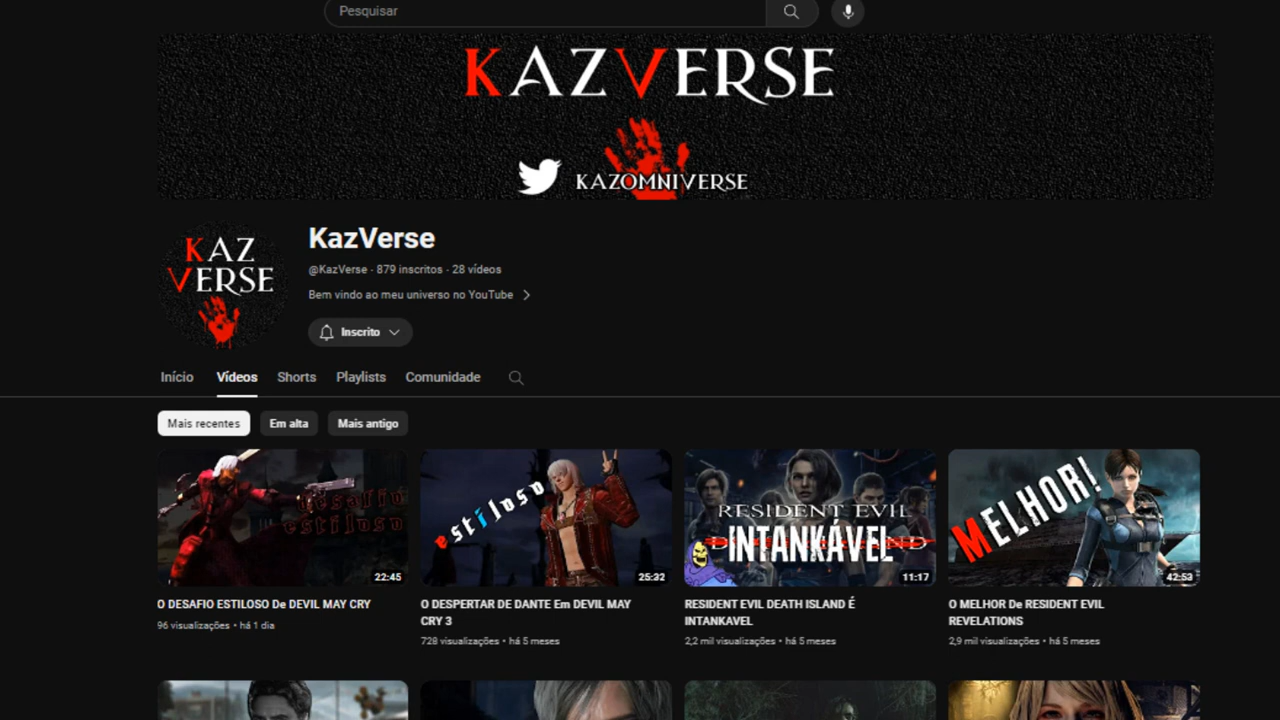 Pesquisar
KAZVERSE
KAZOMNIVERSE
KAZ
VERSE
KazVerse
@KazVerse · 879 inscritos · 28 vídeos
Bem vindo ao meu universo no YouTube
Inscrito
Início Vídeos Shorts Playlists Comunidade
Mais recentes Em alta Mais antigo
desafio
estiloso
22:45
estiloso
25:32
RESIDENT EVIL
INTANKÁVEL
11:17
MELHOR!
42:53
O DESAFIO ESTILOSO De DEVIL MAY CRY
96 visualizações • há 1 dia
O DESPERTAR DE DANTE Em DEVIL MAY
CRY 3
728 visualizações • há 5 meses
RESIDENT EVIL DEATH ISLAND É
INTANKAVEL
2,2 mil visualizações • há 5 meses
O MELHOR De RESIDENT EVIL
REVELATIONS
2,9 mil visualizações • há 5 meses